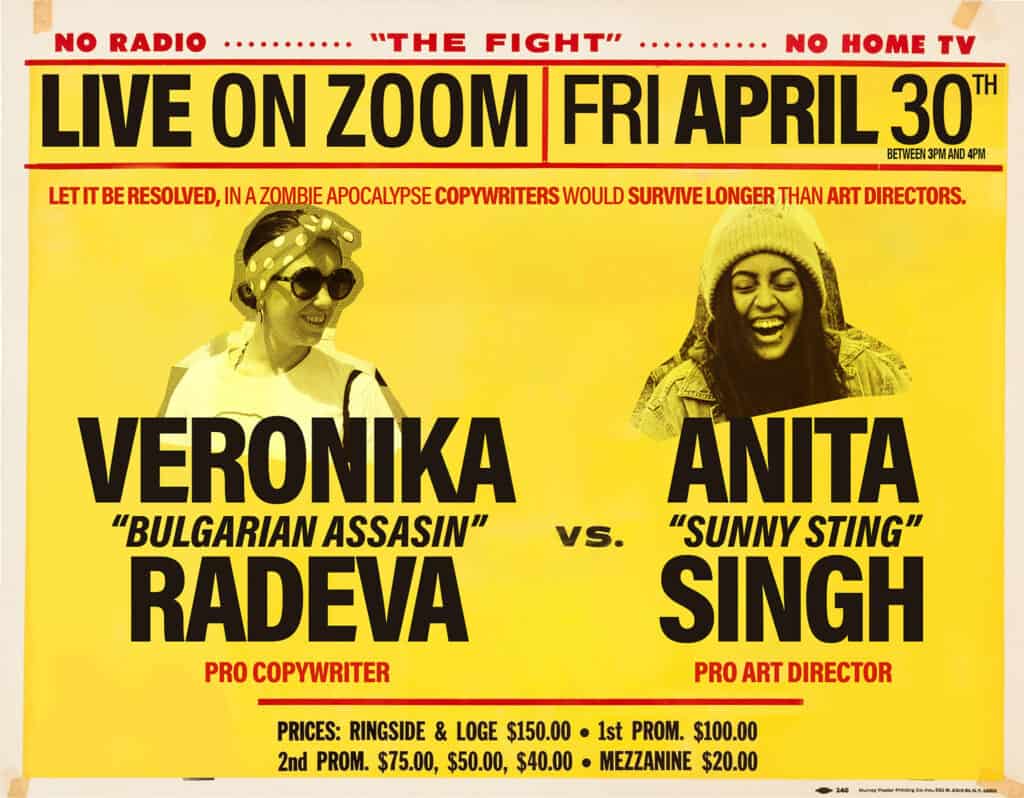 NO RADIO ........... "THE FIGHT" ........... NO HOME TV
LIVE ON ZOOM
FRI APRIL 30TH
BETWEEN 3PM AND 4PM
LET IT BE RESOLVED, IN A ZOMBIE APOCALYPSE COPYWRITERS WOULD SURVIVE LONGER THAN ART DIRECTORS.
VERONIKA
"BULGARIAN ASSASIN"
RADEVA
PRO COPYWRITER
vs.
ANITA
"SUNNY STING"
SINGH
PRO ART DIRECTOR
PRICES: RINGSIDE & LOGE $150.00 • 1st PROM. $100.00
2nd PROM. $75.00, $50.00, $40.00 • MEZZANINE $20.00
240